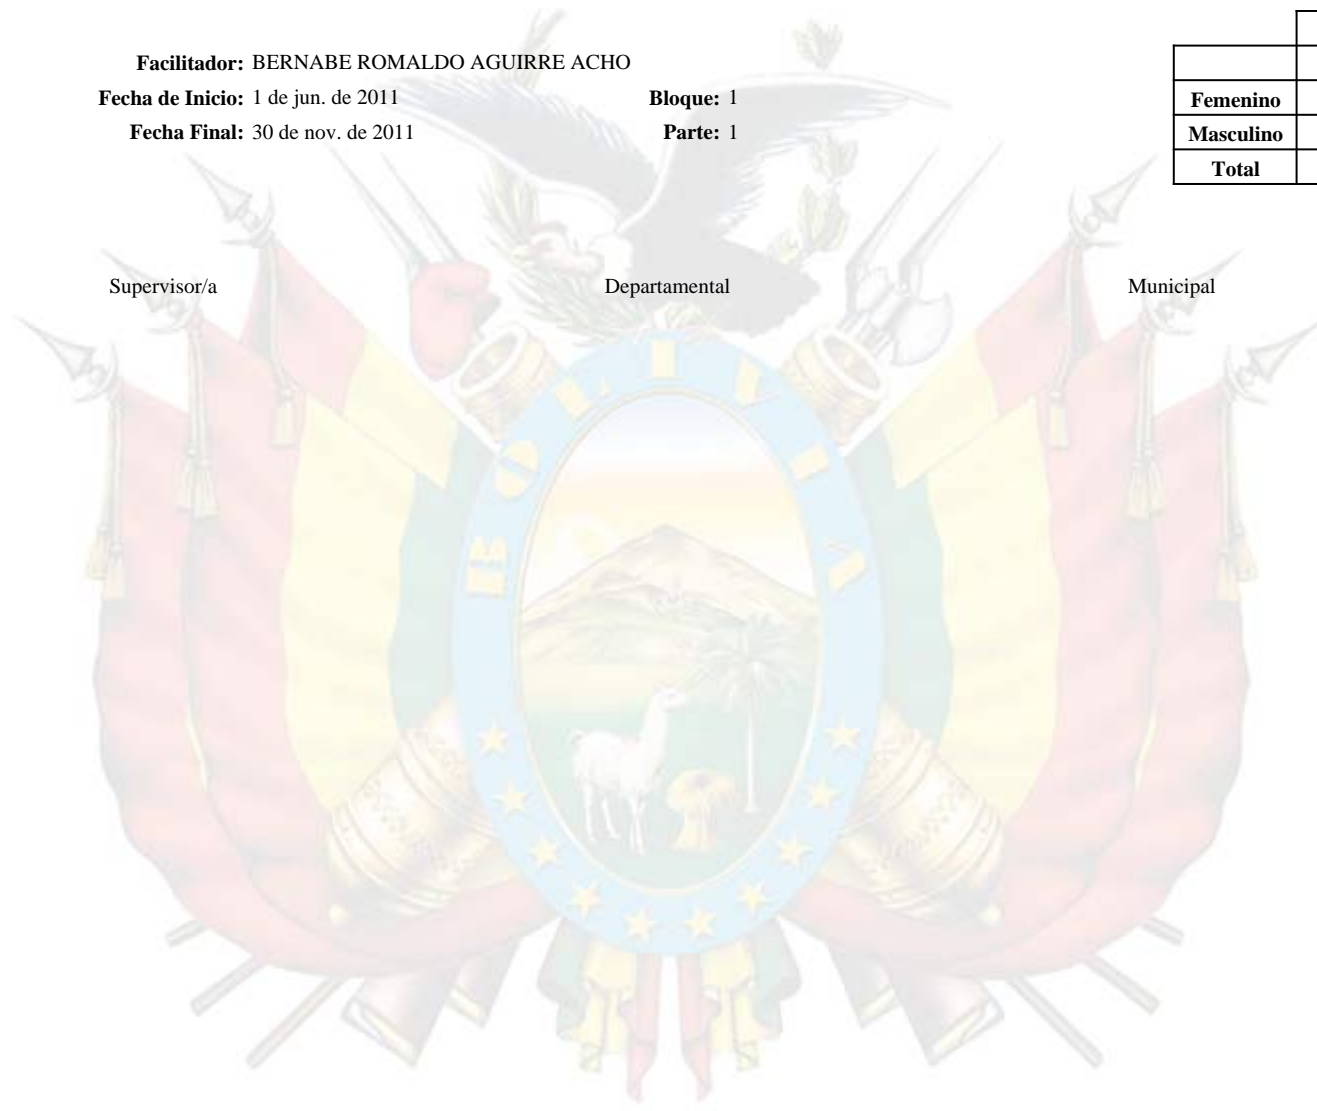 Facilitador: BERNABE ROMALDO AGUIRRE ACHO
Fecha de Inicio: 1 de jun. de 2011 Bloque: 1
Fecha Final: 30 de nov. de 2011 Parte: 1
Femenino
Masculino
Total
Supervisor/a Departamental Municipal
BOLIVIA